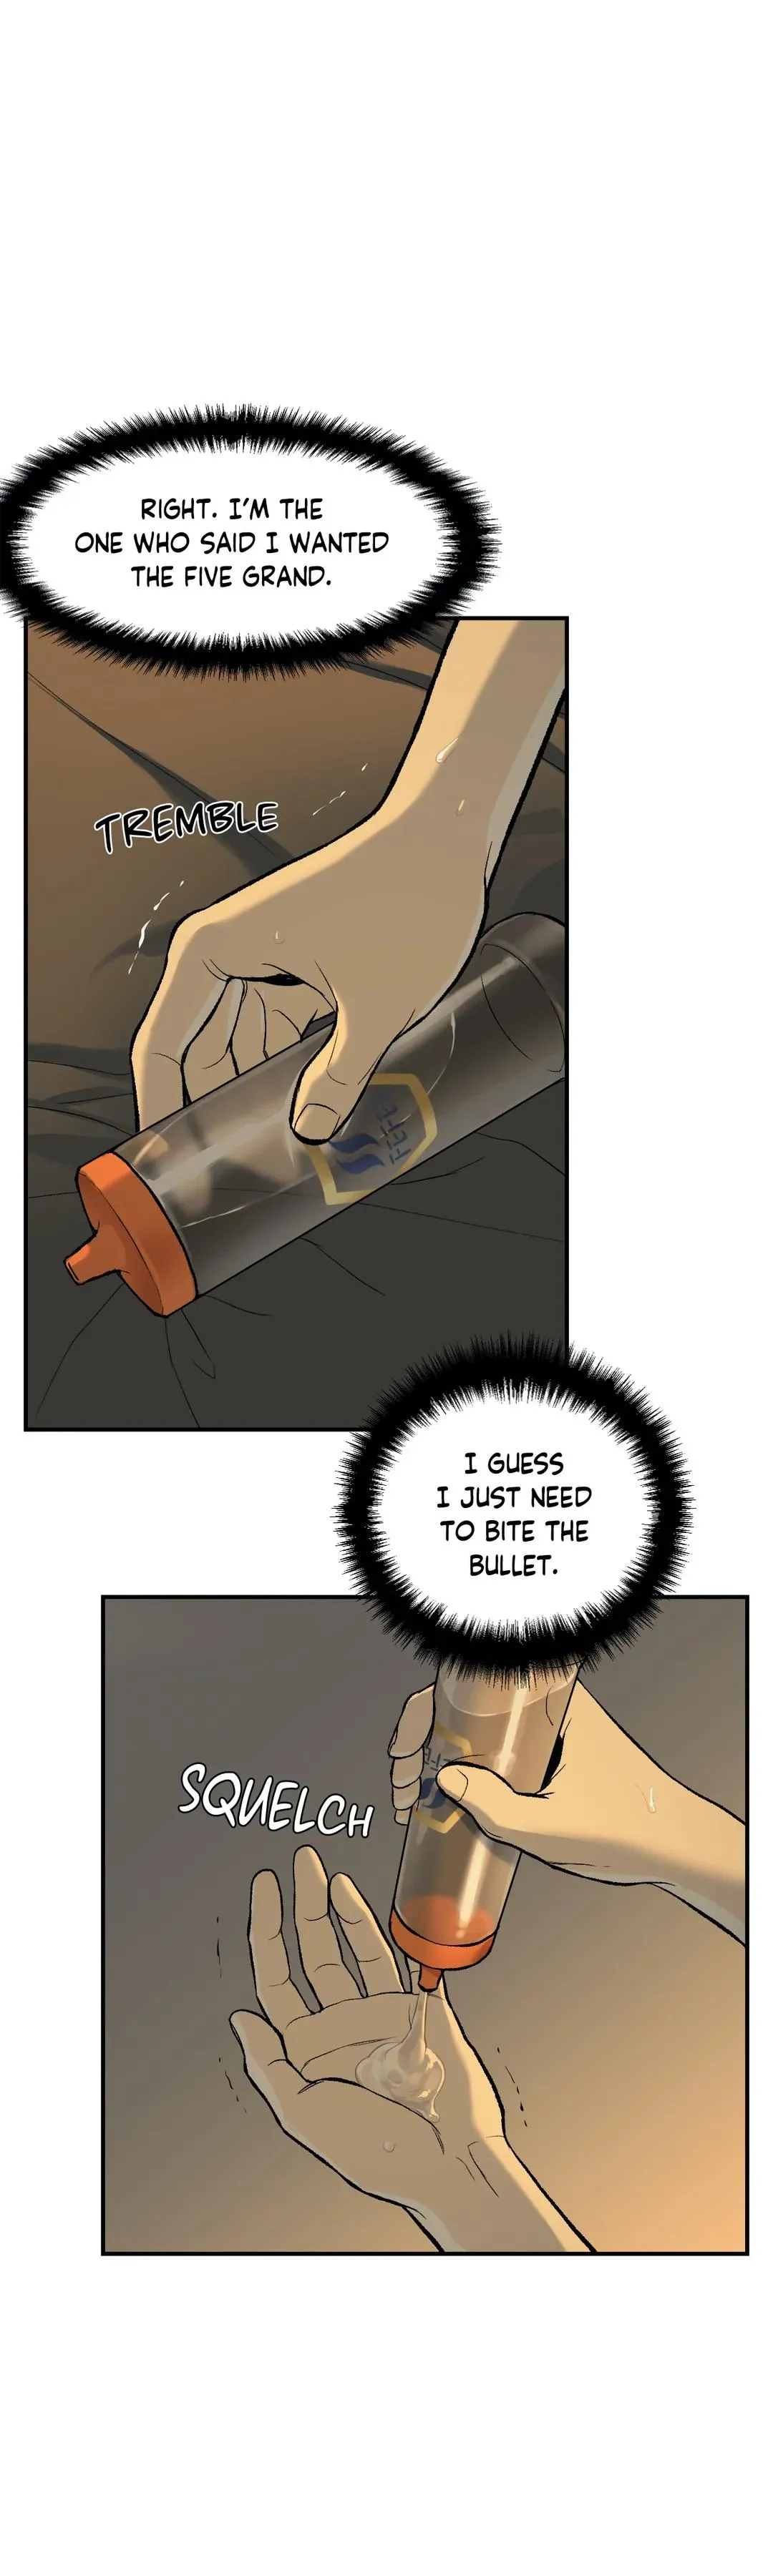 RIGHT. I'M THE
ONE WHO SAID I WANTED
THE FIVE GRAND.
TREMBLE
I GUESS
I JUST NEED
TO BITE THE
BULLET.
SQUELCH